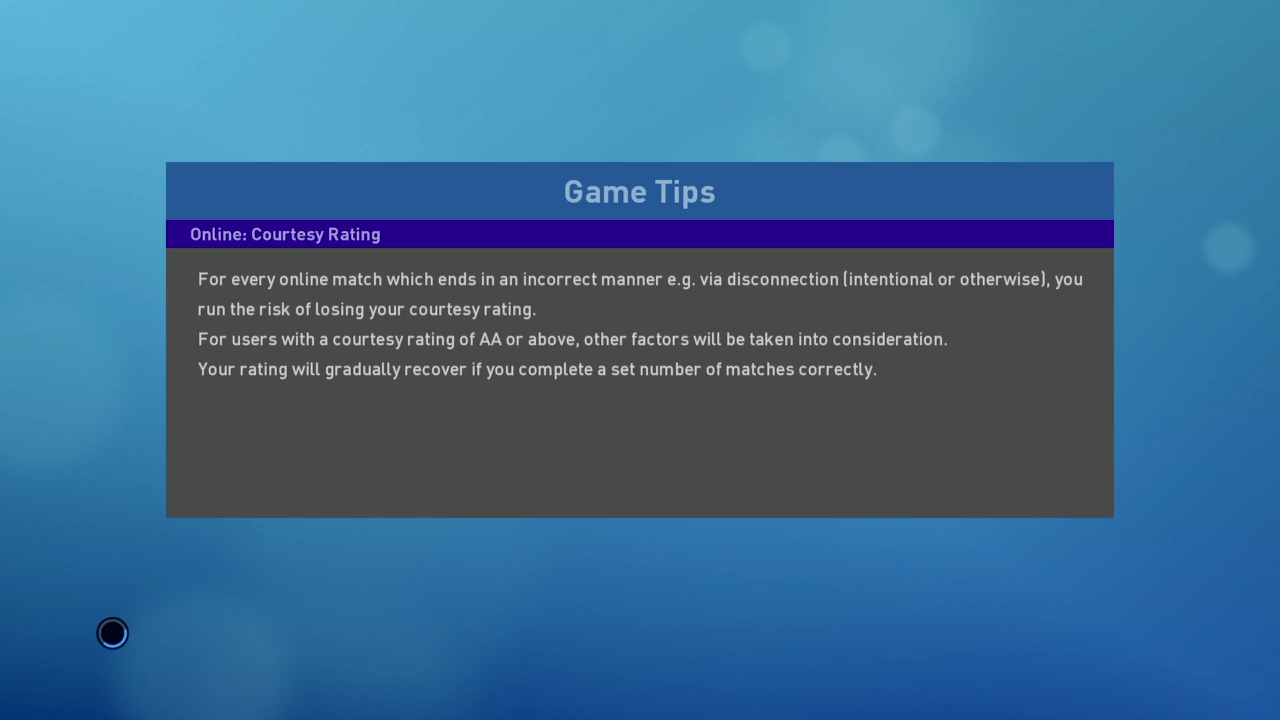 Game Tips
Online: Courtesy Rating
For every online match which ends in an incorrect manner e.g. via disconnection (intentional or otherwise), you
run the risk of losing your courtesy rating.
For users with a courtesy rating of AA or above, other factors will be taken into consideration.
Your rating will gradually recover if you complete a set number of matches correctly.